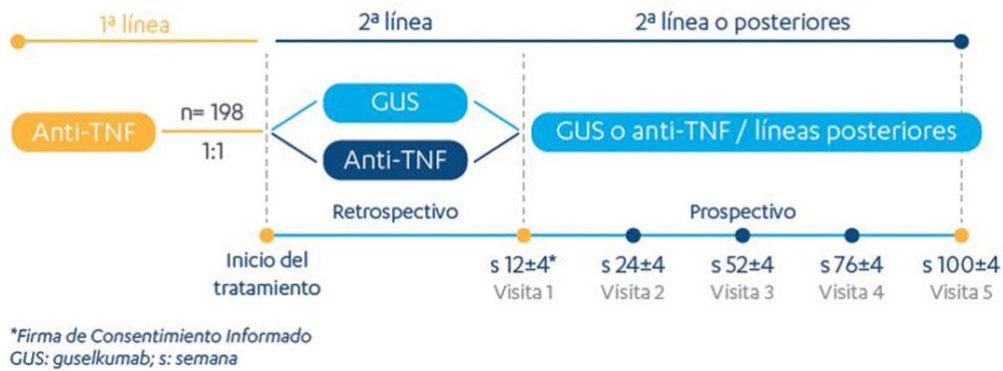 1ª línea
2ª línea
2ª línea o posteriores
Anti-TNF
n= 198
1:1
GUS
Anti-TNF
GUS o anti-TNF / líneas posteriores
Retrospectivo
Prospectivo
Inicio del
tratamiento
s 12±4*
Visita 1
s 24±4
Visita 2
s 52±4
Visita 3
s 76±4
Visita 4
s 100±4
Visita 5
*Firma de Consentimiento Informado
GUS: guselkumab; s: semana